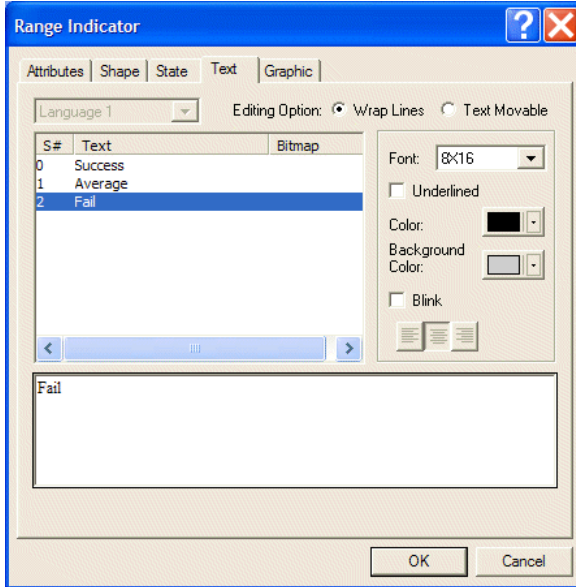 Range Indicator
Attributes Shape State Text Graphic
Language 1 Editing Option: Wrap Lines Text Movable
S# Text Bitmap
0 Success
1 Average
2 Fail
Font: 8X16
Underlined
Color:
Background
Color:
Blink
Fail
OK Cancel